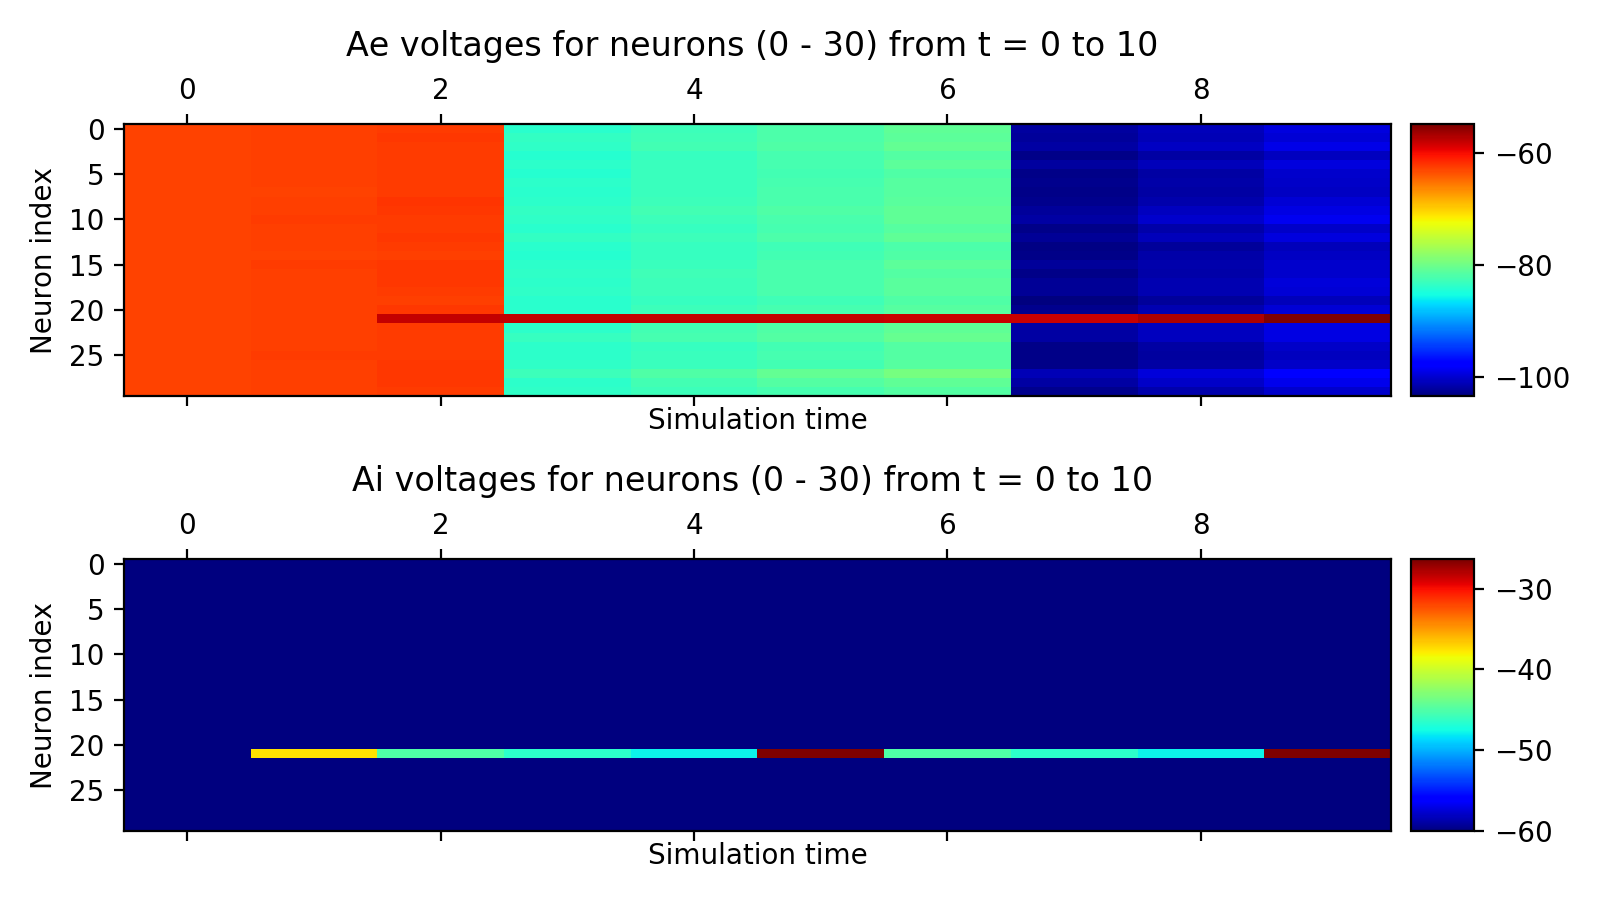 Ae voltages for neurons (0 - 30) from t = 0 to 10
0 2 4 6 8
Neuron index
0
5
10
15
20
25
−60
−80
−100
Simulation time
Ai voltages for neurons (0 - 30) from t = 0 to 10
0 2 4 6 8
Neuron index
0
5
10
15
20
25
−30
−40
−50
−60
Simulation time